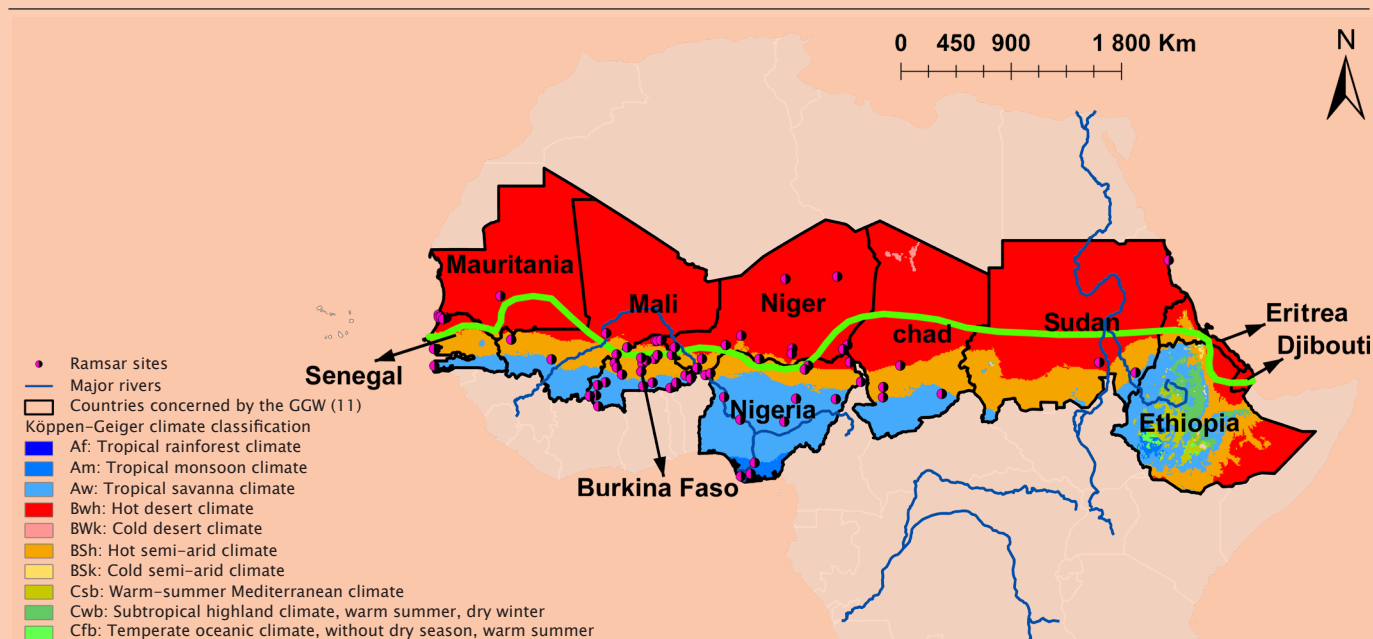 0 450 900 1 800 Km
N
Mauritania
Mali
Niger
chad
Sudan
Eritrea
Djibouti
Senegal
Nigeria
Ethiopia
Burkina Faso
Ramsar sites
Major rivers
Countries concerned by the GGW (11)
Köppen-Geiger climate classification
Af: Tropical rainforest climate
Am: Tropical monsoon climate
Aw: Tropical savanna climate
Bwh: Hot desert climate
BWk: Cold desert climate
BSh: Hot semi-arid climate
BSk: Cold semi-arid climate
Csb: Warm-summer Mediterranean climate
Cwb: Subtropical highland climate, warm summer, dry winter
Cfb: Temperate oceanic climate, without dry season, warm summer